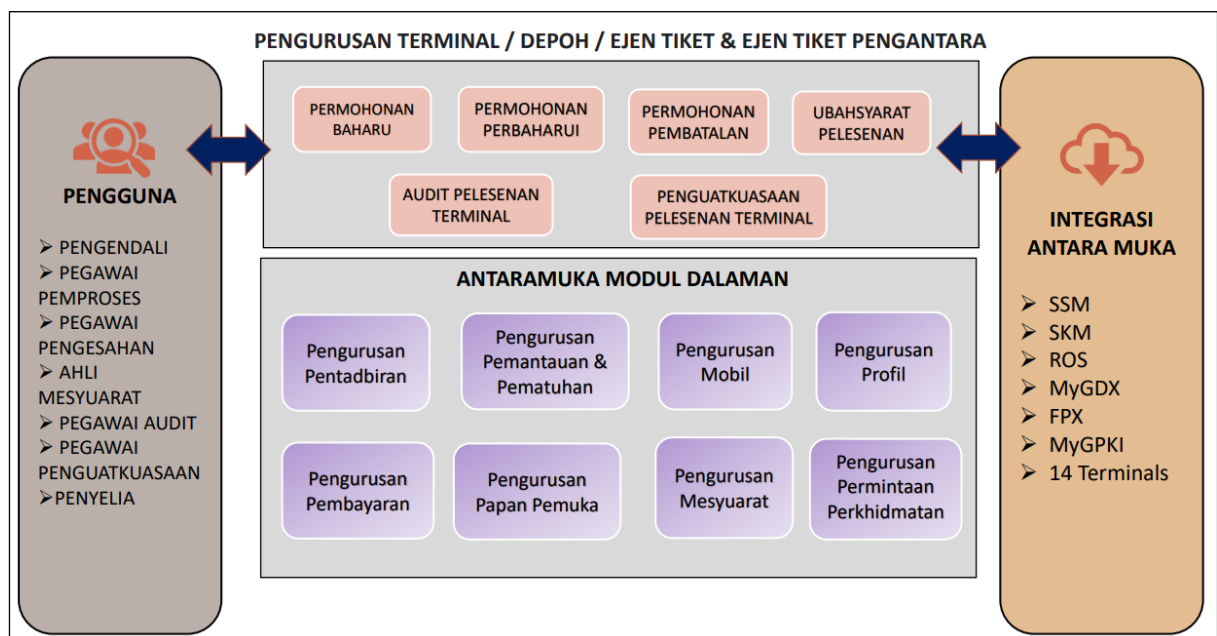 PENGURUSAN TERMINAL / DEPOH / EJEN TIKET & EJEN TIKET PENGANTARA
PENGGUNA
➢ PENGENDALI
➢ PEGAWAI
PEMPROSES
➢ PEGAWAI
PENGESAHAN
➢ AHLI
MESYUARAT
➢ PEGAWAI AUDIT
➢ PEGAWAI
PENGUATKUASAAN
➢PENYELIA
PERMOHONAN
BAHARU
PERMOHONAN
PERBAHARUI
PERMOHONAN
PEMBATALAN
UBAHSYARAT
PELESENAN
AUDIT PELESENAN
TERMINAL
PENGUATKUASAAN
PELESENAN TERMINAL
ANTARAMUKA MODUL DALAMAN
Pengurusan
Pentadbiran
Pengurusan
Pemantauan &
Pematuhan
Pengurusan
Mobil
Pengurusan
Profil
Pengurusan
Pembayaran
Pengurusan
Papan Pemuka
Pengurusan
Mesyuarat
Pengurusan
Permintaan
Perkhidmatan
INTEGRASI
ANTARA MUKA
➢ SSM
➢ SKM
➢ ROS
➢ MyGDX
➢ FPX
➢ MyGPKI
➢ 14 Terminals